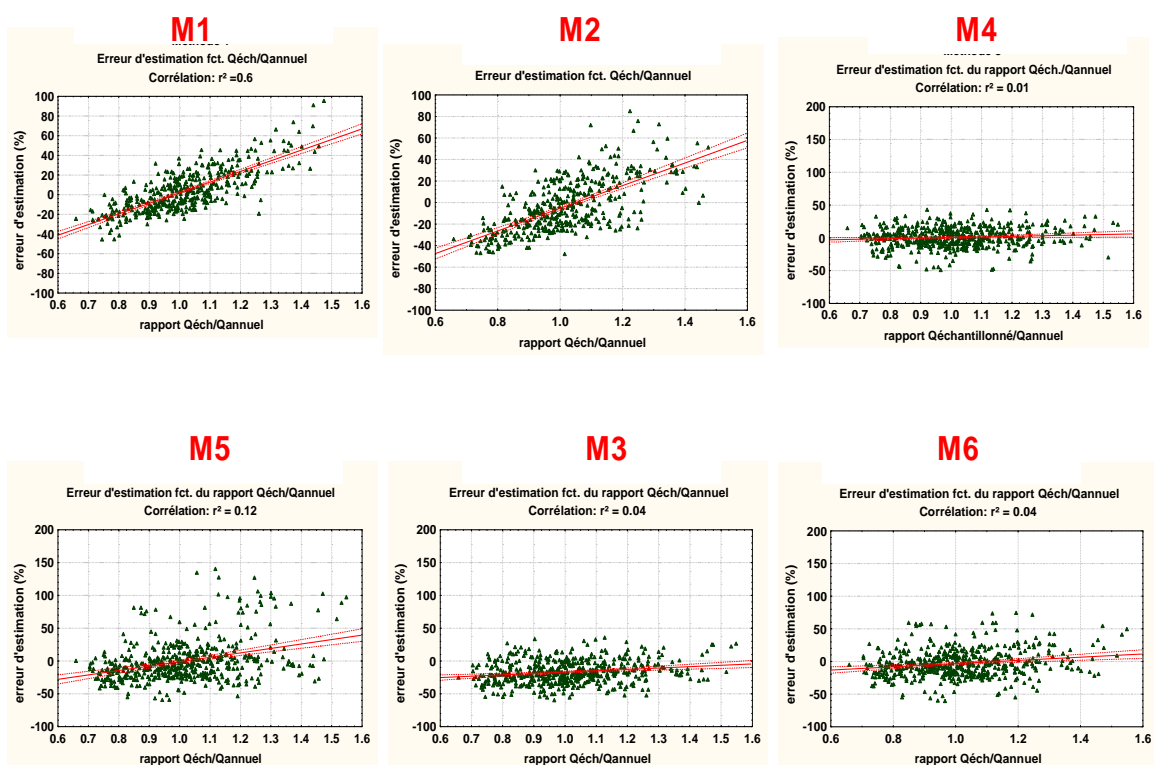 M1
Erreur d'estimation fct. Qéch/Qannuel
Corrélation: r² =0.6
erreur d'estimation (%)
100
80
60
40
20
0
-20
-40
-60
-80
-100
0.6 0.7 0.8 0.9 1.0 1.1 1.2 1.3 1.4 1.5 1.6
rapport Qéch/Qannuel
M2
Erreur d'estimation fct. Qéch/Qannuel
erreur d'estimation (%)
100
80
60
40
20
0
-20
-40
-60
-80
-100
0.6 0.8 1.0 1.2 1.4 1.6
rapport Qéch/Qannuel
M4
Erreur d'estimation fct. du rapport Qéch./Qannuel
Corrélation: r² = 0.01
erreur d'estimation (%)
200
150
100
50
0
-50
-100
0.6 0.7 0.8 0.9 1.0 1.1 1.2 1.3 1.4 1.5 1.6
rapport Qéchantillonné/Qannuel
M5
Erreur d'estimation fct. du rapport Qéch/Qannuel
Corrélation: r² = 0.12
erreur d'estimation (%)
200
150
100
50
0
-50
-100
0.6 0.7 0.8 0.9 1.0 1.1 1.2 1.3 1.4 1.5 1.6
rapport Qéch/Qannuel
M3
Erreur d'estimation fct. du rapport Qéch/Qannuel
Corrélation: r² = 0.04
erreur d'estimation (%)
200
150
100
50
0
-50
-100
0.6 0.7 0.8 0.9 1.0 1.1 1.2 1.3 1.4 1.5 1.6
rapport Qéch/Qannuel
M6
Erreur d'estimation fct. du rapport Qéch/Qannuel
Corrélation: r² = 0.04
erreur d'estimation (%)
200
150
100
50
0
-50
-100
0.6 0.7 0.8 0.9 1.0 1.1 1.2 1.3 1.4 1.5 1.6
rapport Qéch/Qannuel